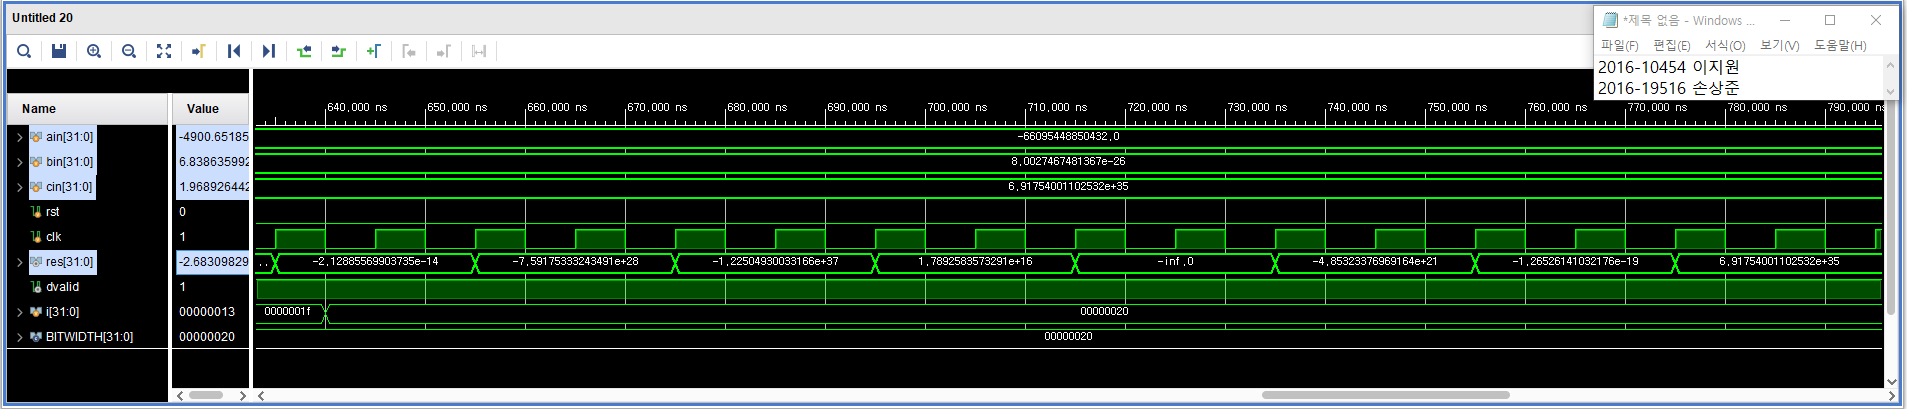 Untitled 20
*제목 없음 - Windows ...
파일(F) 편집(E) 서식(O) 보기(V) 도움말(H)
2016-10454 이지원
2016-19516 손상준
Name Value
640,000 ns 650,000 ns 660,000 ns 670,000 ns 680,000 ns 690,000 ns 700,000 ns 710,000 ns 720,000 ns 730,000 ns 740,000 ns 750,000 ns 760,000 ns 770,000 ns 780,000 ns 790,000 ns
ain[31:0] -4900.65185 -66095448850432,0
bin[31:0] 6.838635992 8,0027467481367e-26
cin[31:0] 1.968926442 6,91754001102532e+35
rst 0
clk 1
res[31:0] -2.68309829 .. -2,12885569903735e-14 -7,59175333243491e+28 -1,22504930033166e+37 1,7892583573291e+16 -inf,0 -4,85323376969164e+21 -1,26526141032176e-19 6,91754001102532e+35
dvalid 1
i[31:0] 00000013 0000001f 00000020
BITWIDTH[31:0] 00000020 00000020